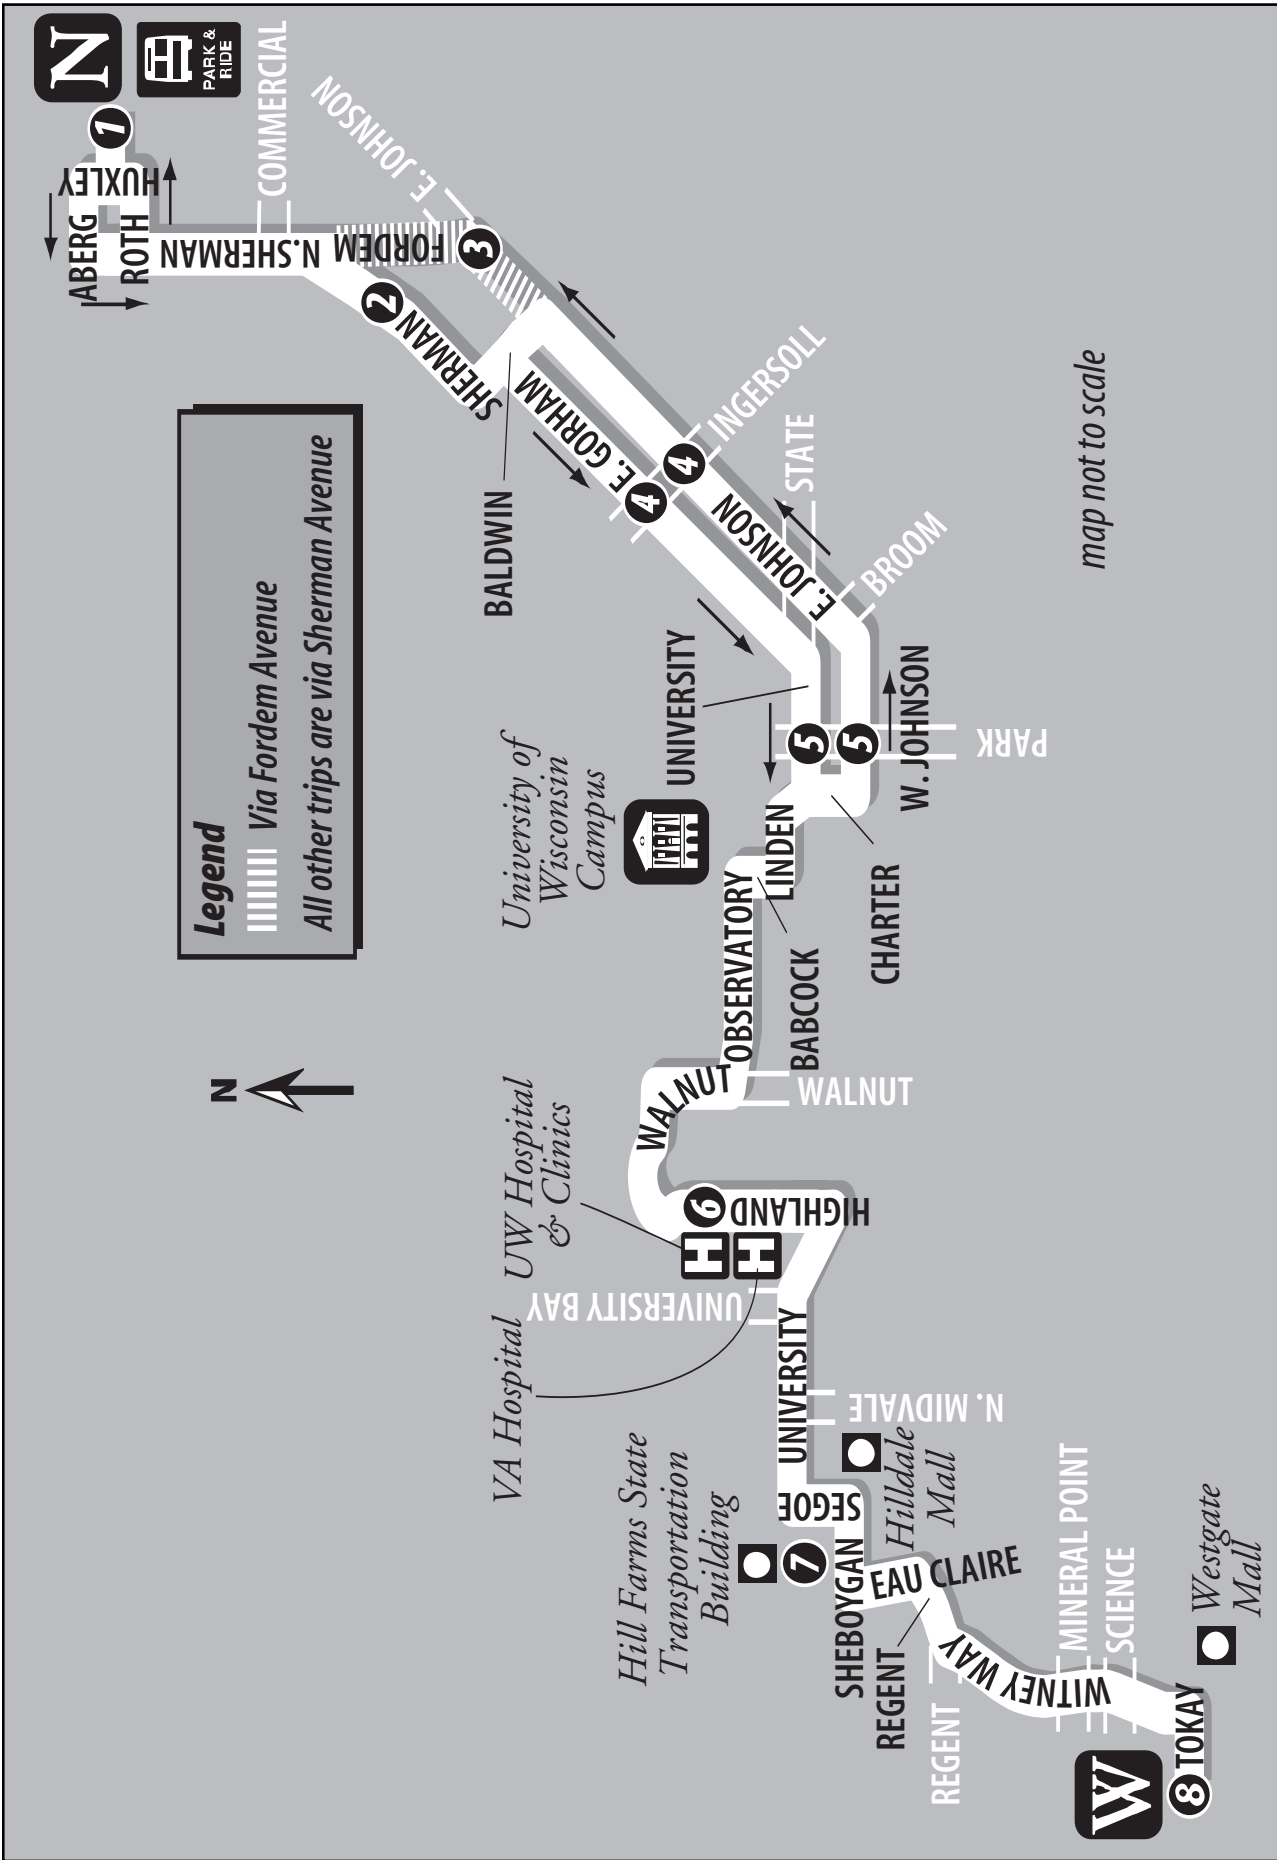 Legend
Via Fordem Avenue
All other trips are via Sherman Avenue
N
N
PARK &
RIDE
1
HUXLEY
ABERG
ROTH
COMMERCIAL
N.SHERMAN
FORDEM
E. JOHNSON
3
2
SHERMAN
BALDWIN
E. GORHAM
4
4
INGERSOLL
E. JOHNSON
STATE
BROOM
UNIVERSITY
5
5
W. JOHNSON
PARK
University of
Wisconsin
Campus
LINDEN
CHARTER
OBSERVATORY
BABCOCK
WALNUT
WALNUT
UW Hospital
& Clinics
6
HIGHLAND
H
H
UNIVERSITY BAY
VA Hospital
UNIVERSITY
N. MIDVALE
Hilldale
Mall
SEGOE
Hill Farms State
Transportation
Building
7
SHEBOYGAN
EAU CLAIRE
REGENT
REGENT
WITNEY WAY
MINERAL POINT
SCIENCE
Westgate
Mall
W
8
TOKAY
map not to scale